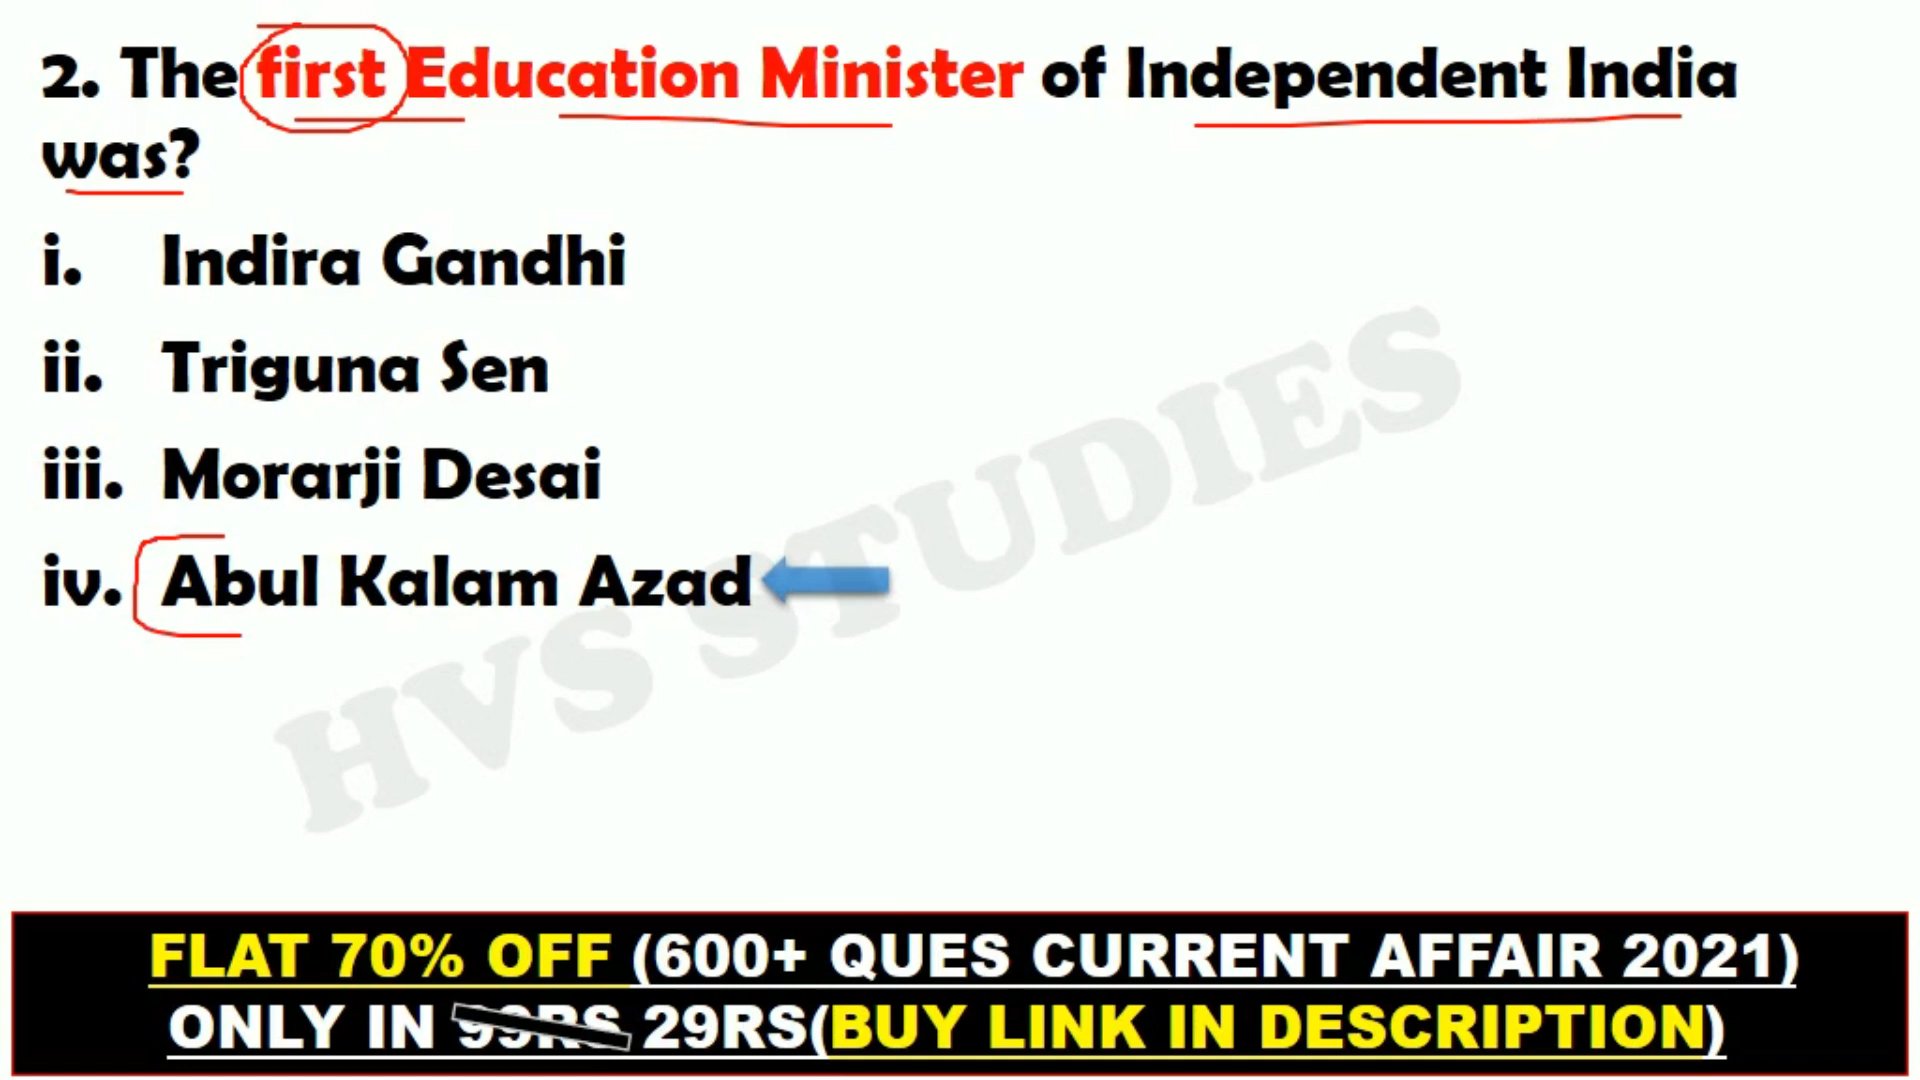 2. The first Education Minister of Independent India
was?
i. Indira Gandhi
ii. Triguna Sen
iii. Morarji Desai
iv. Abul Kalam Azad
HVS STUDIES
FLAT 70% OFF (600+ QUES CURRENT AFFAIR 2021)
ONLY IN 99RS 29RS(BUY LINK IN DESCRIPTION)